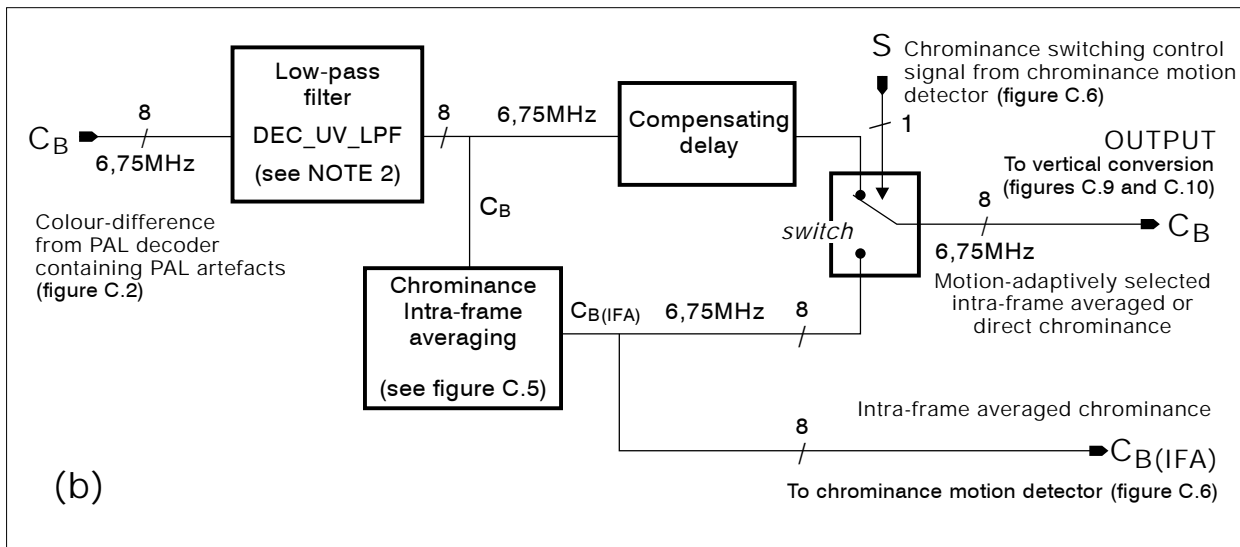 C_B
8
6,75MHz
Colour-difference
from PAL decoder
containing PAL artefacts
(figure C.2)
Low-pass
filter
DEC_UV_LPF
(see NOTE 2)
8
6,75MHz
C_B
Compensating
delay
S
Chrominance switching control
signal from chrominance motion
detector (figure C.6)
1
switch
OUTPUT
To vertical conversion
(figures C.9 and C.10)
8
C_B
6,75MHz
Motion-adaptively selected
intra-frame averaged or
direct chrominance
Chrominance
Intra-frame
averaging
(see figure C.5)
C_B(IFA)
6,75MHz
8
Intra-frame averaged chrominance
8
C_B(IFA)
To chrominance motion detector (figure C.6)
(b)